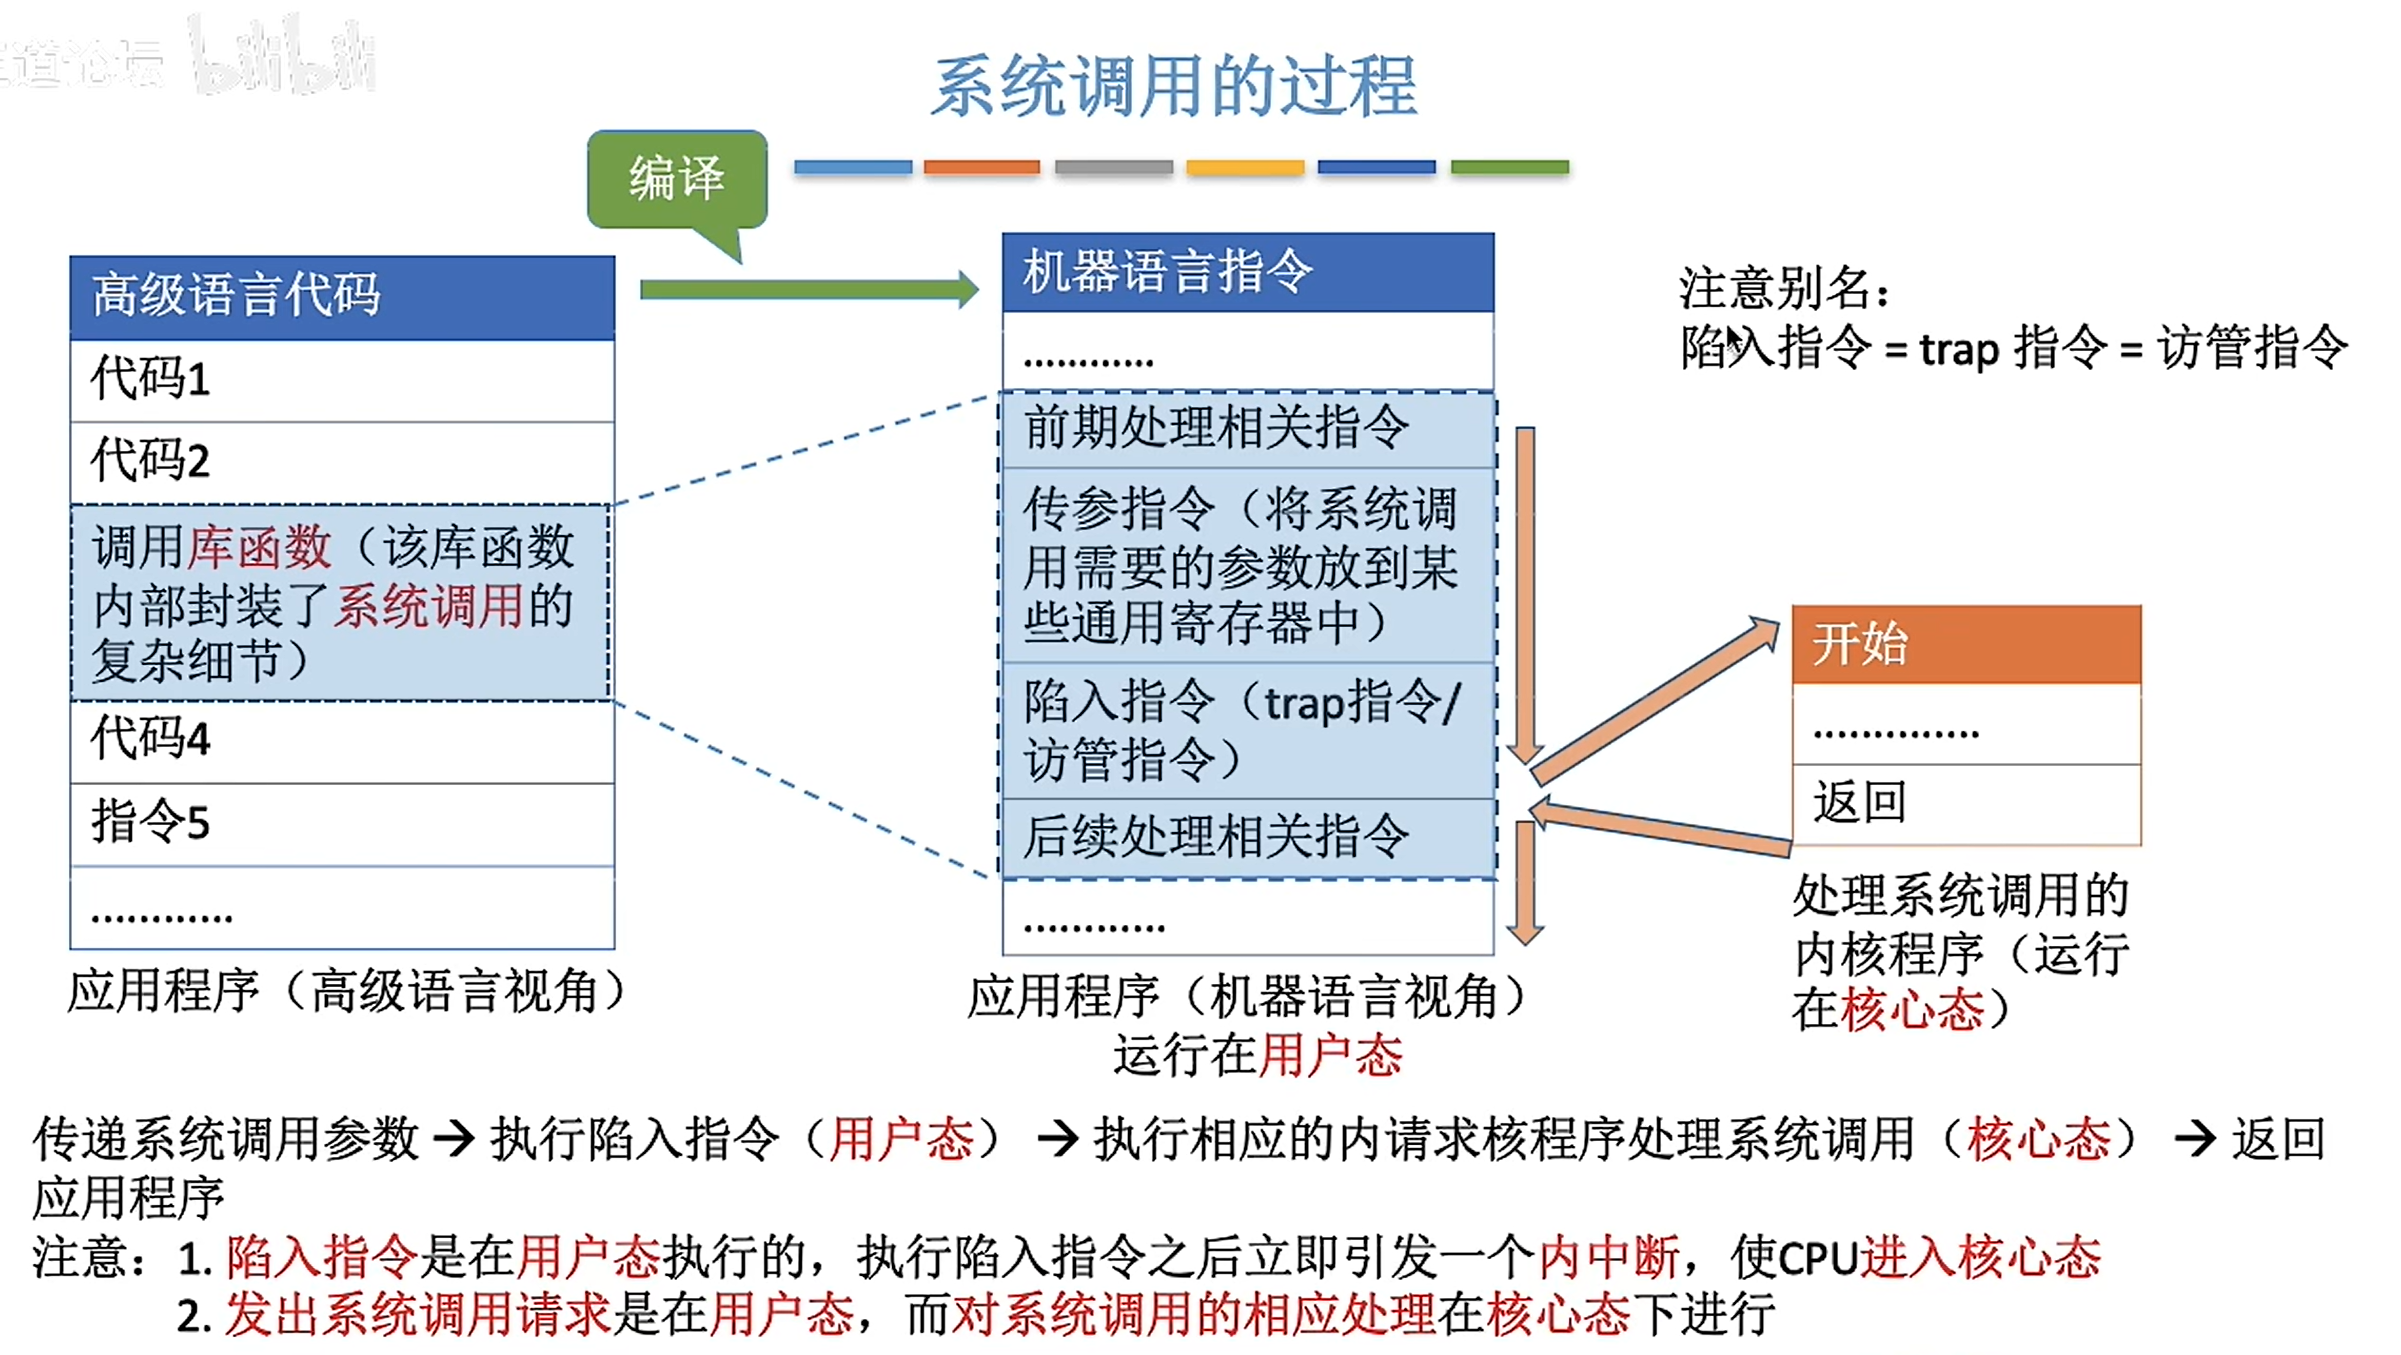 道论坛 bilibili
系统调用的过程
编译
高级语言代码
代码1
代码2
调用库函数（该库函数
内部封装了系统调用的
复杂细节）
代码4
指令5
............
应用程序（高级语言视角）
机器语言指令
............
前期处理相关指令
传参指令（将系统调
用需要的参数放到某
些通用寄存器中）
陷入指令（trap指令/
访管指令）
后续处理相关指令
............
应用程序（机器语言视角）
运行在用户态
注意别名：
陷入指令 = trap 指令 = 访管指令
开始
..............
返回
处理系统调用的
内核程序（运行
在核心态）
传递系统调用参数 → 执行陷入指令（用户态） → 执行相应的内请求核程序处理系统调用（核心态） → 返回
应用程序
注意：1. 陷入指令是在用户态执行的，执行陷入指令之后立即引发一个内中断，使CPU进入核心态
2. 发出系统调用请求是在用户态，而对系统调用的相应处理在核心态下进行